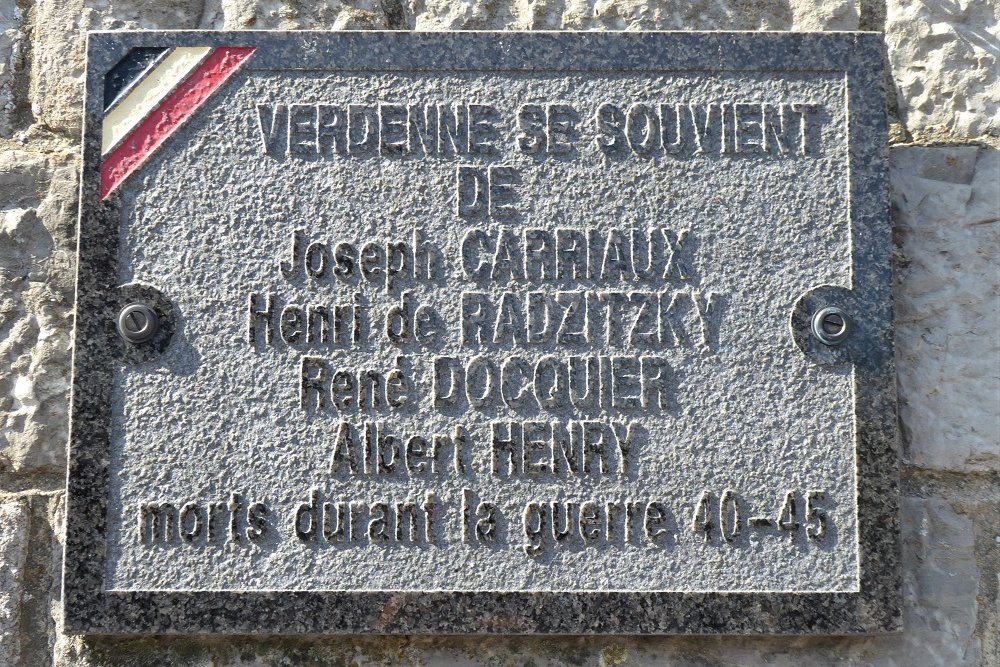 VERDENNE SE SOUVIENT
DE
Joseph CARRIAUX
Henri de RADZITZKY
René DOCQUIER
Albert HENRY
morts durant la guerre 40-45